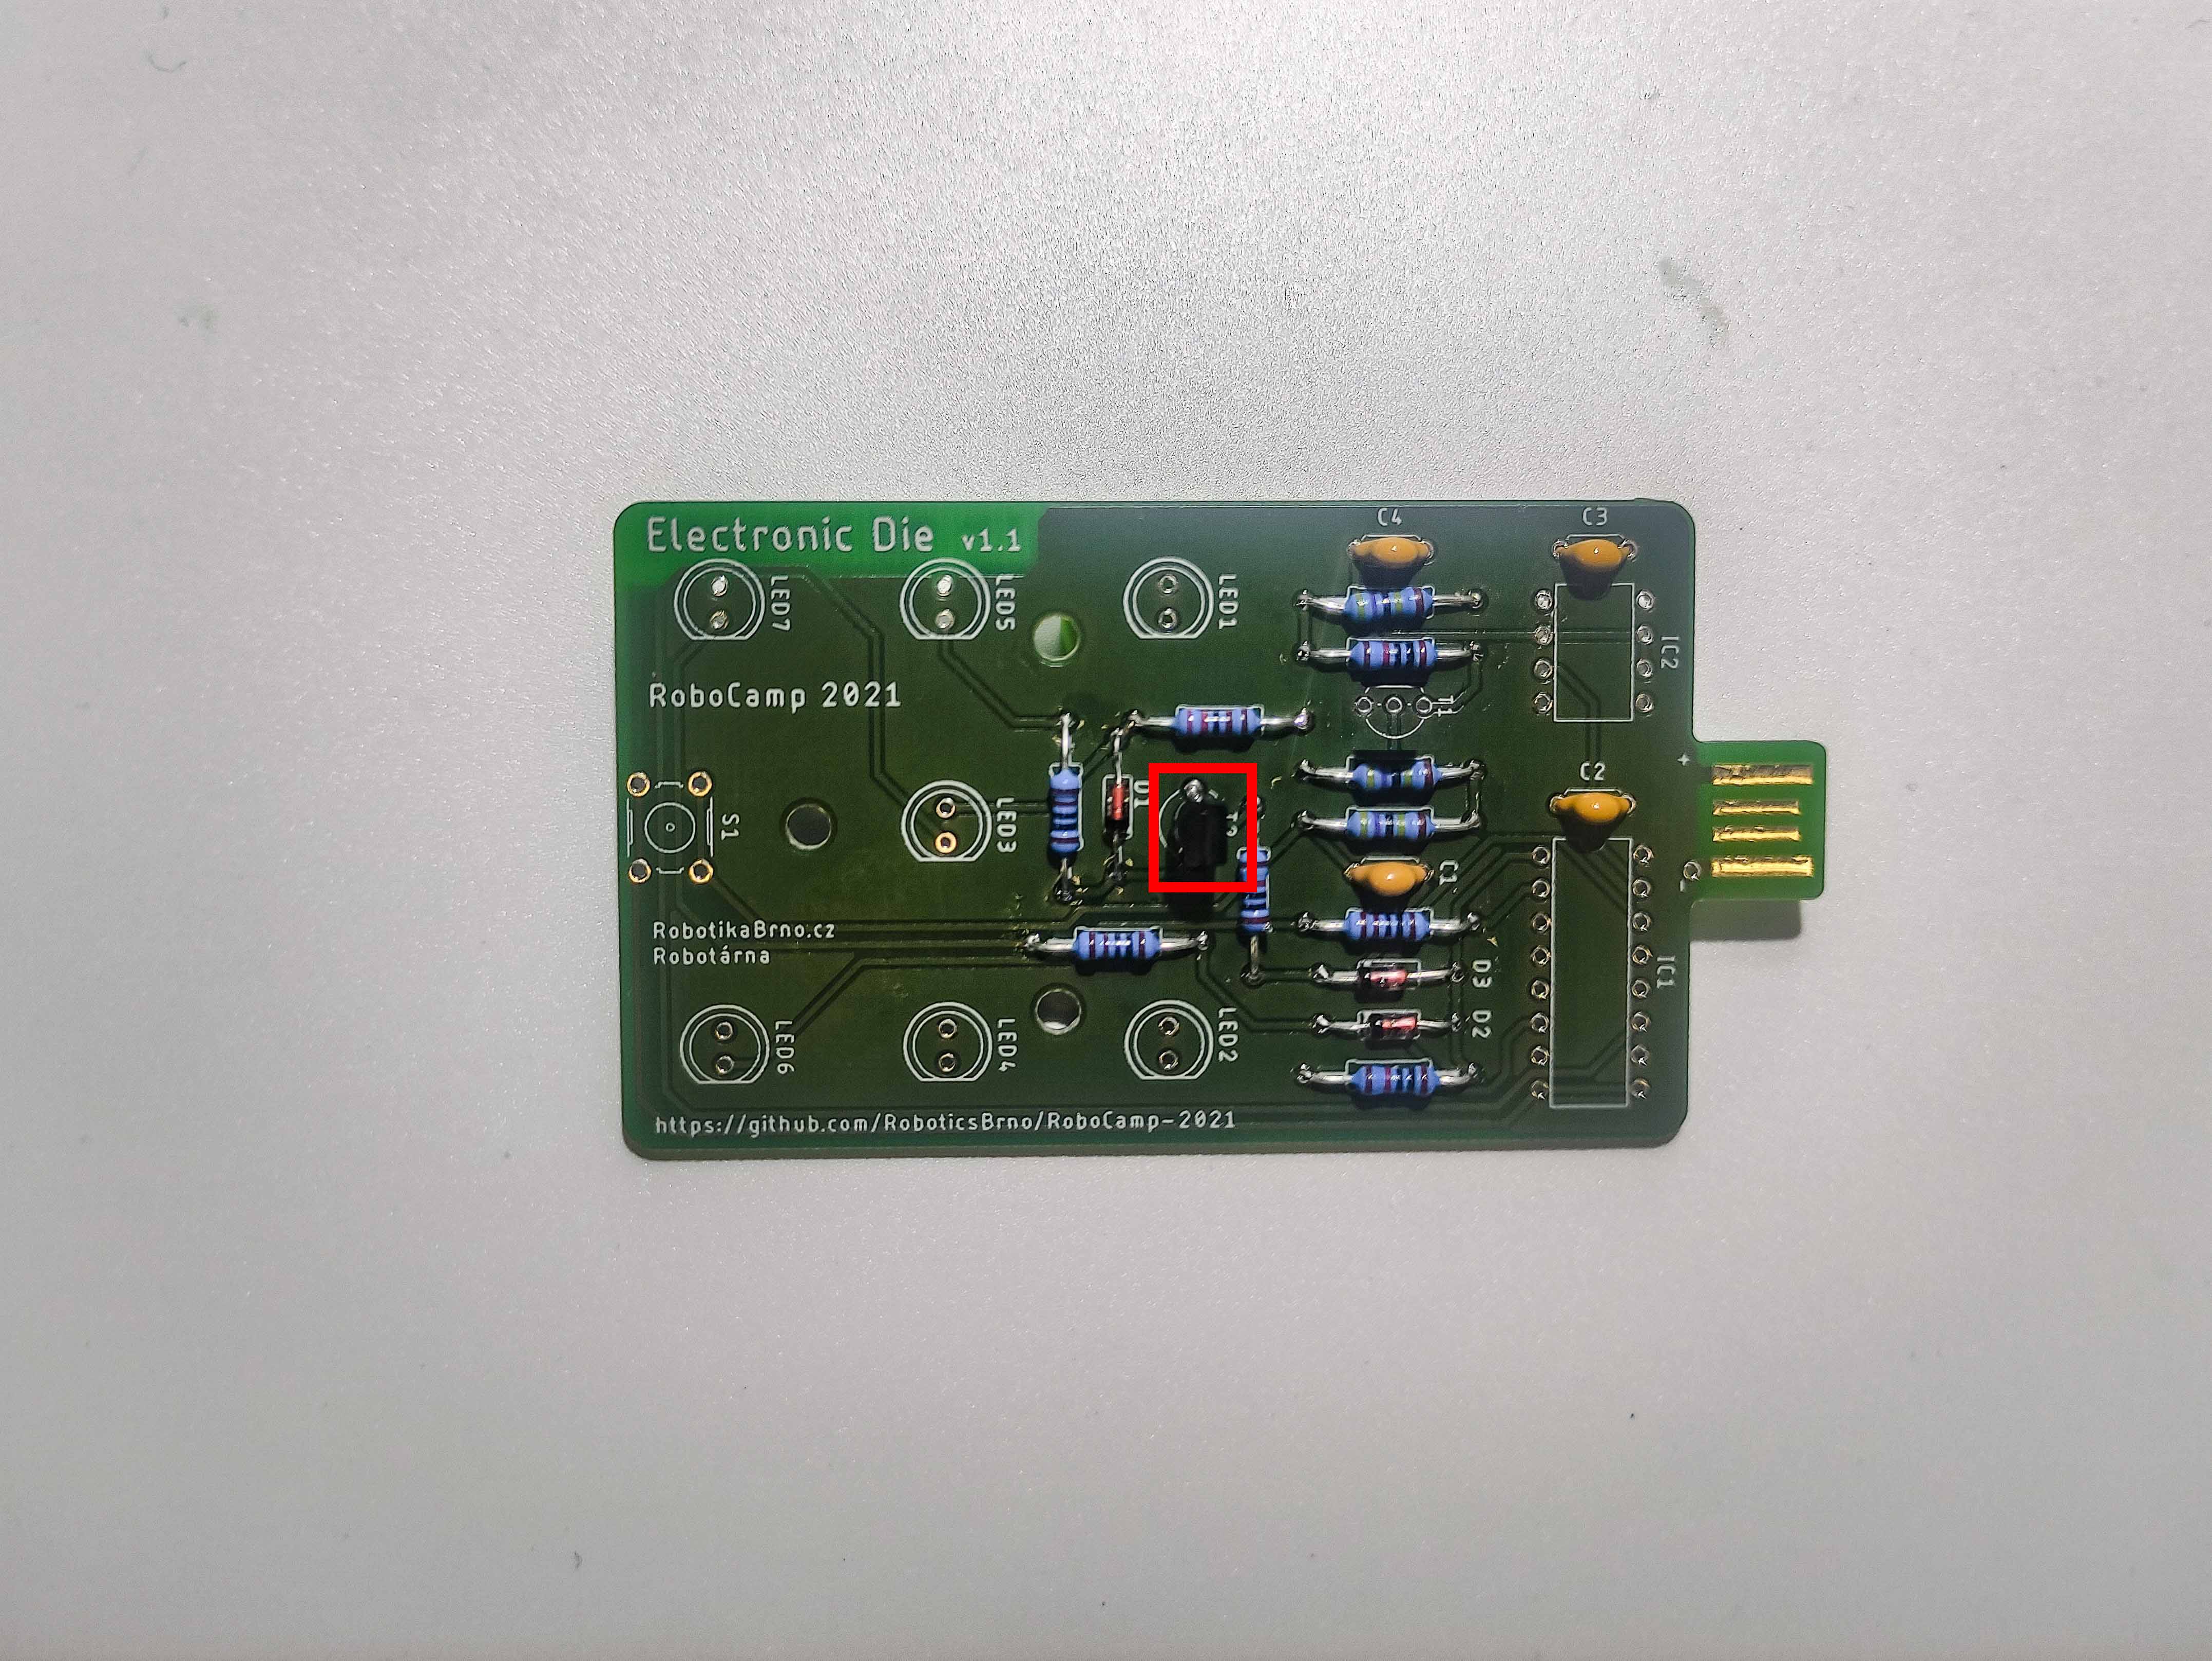 Electronic Die v1.1
C4
C3
LED7
LED5
LED1
IC2
RoboCamp 2021
T1
+
C2
D1
S1
LED3
C1
-
RobotikaBrno.cz
Robotárna
D3
IC1
D2
LED6
LED4
LED2
https://github.com/RoboticsBrno/RoboCamp-2021